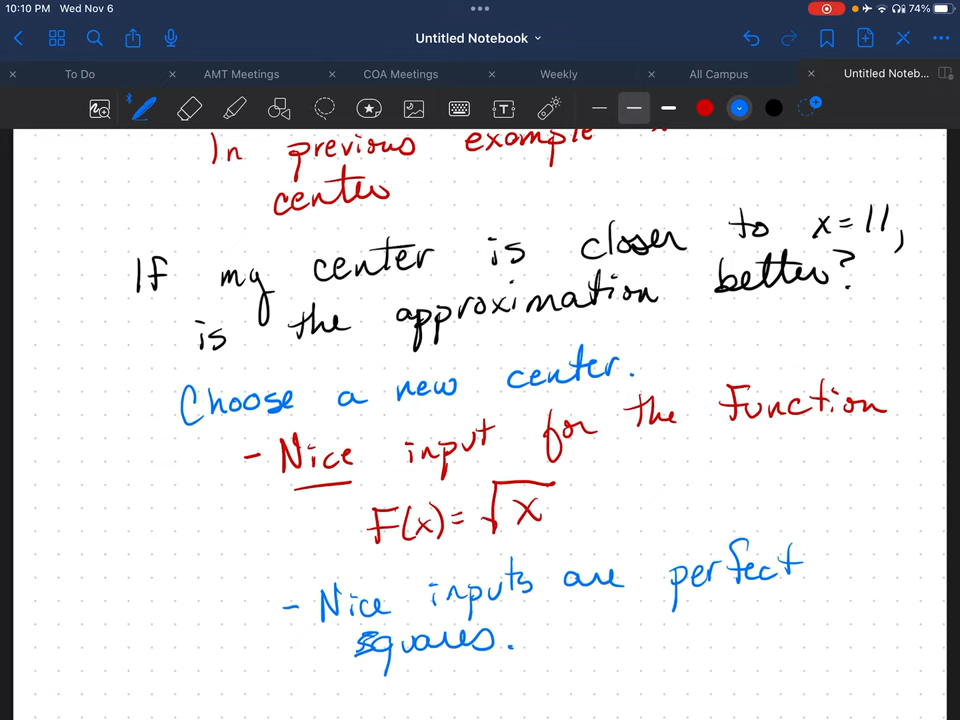 10:10 PM Wed Nov 6
74%
Untitled Notebook
To Do
AMT Meetings
COA Meetings
Weekly
All Campus
Untitled Noteb...
In previous example
center
If my center is closer to x = 11,
is the approximation better?
Choose a new center.
- Nice input for the Function
F(x) = √x
- Nice inputs are perfect
squares.